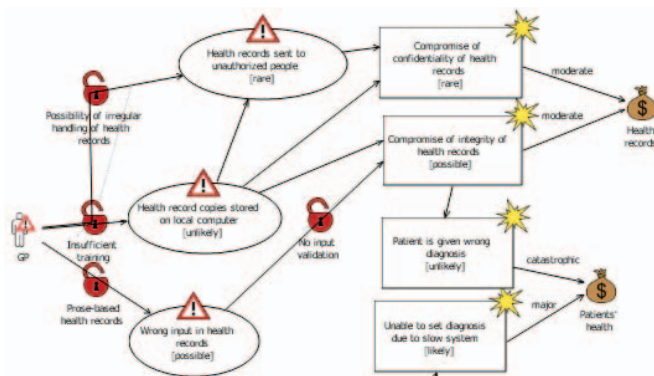 Health records sent to
unauthorized people
[rare]
Compromise of
confidentiality of health
records
[rare]
moderate
Possibility of irregular
handling of health
records
Health
records
moderate
Compromise of integrity of
health records
[possible]
Health record copies stored
on local computer
[unlikely]
GP
Insufficient
training
No input
validation
Patient is given wrong
diagnosis
[unlikely]
catastrophic
Prose-based
health records
Patients'
health
major
Wrong input in health
records
[possible]
Unable to set diagnosis
due to slow system
[likely]